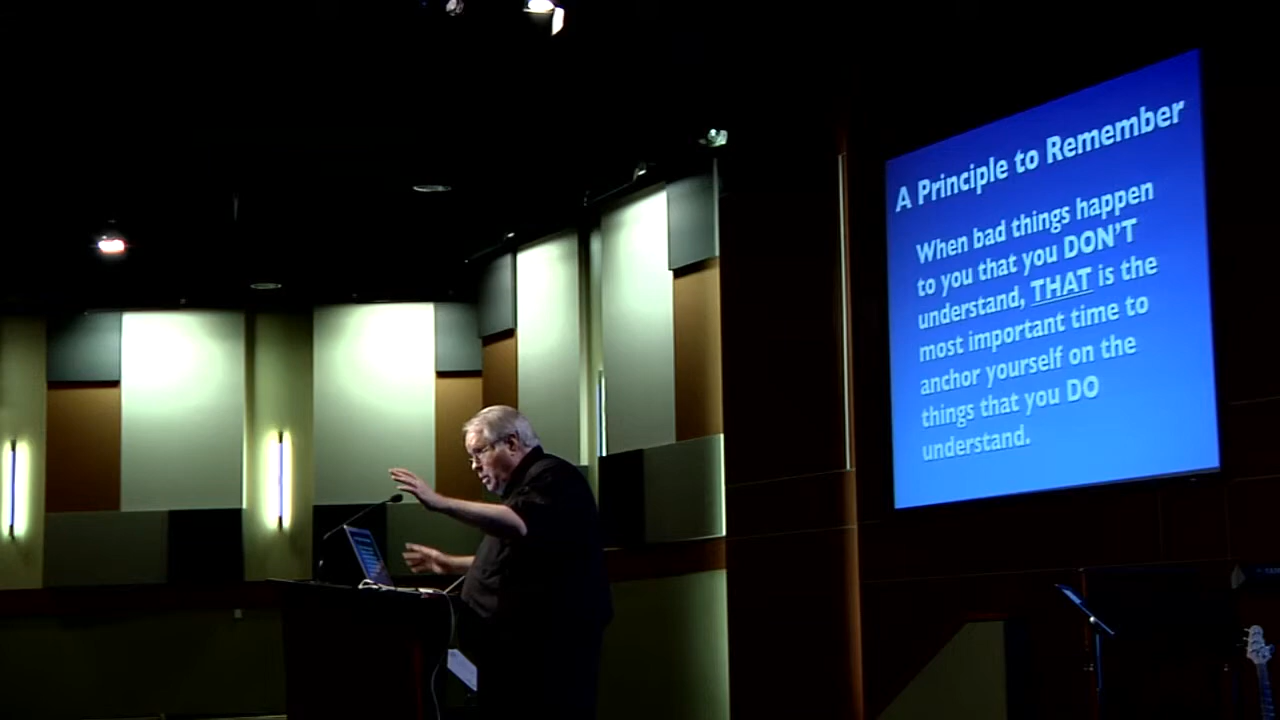 A Principle to Remember
When bad things happen
to you that you DON'T
understand, THAT is the
most important time to
anchor yourself on the
things that you DO
understand.